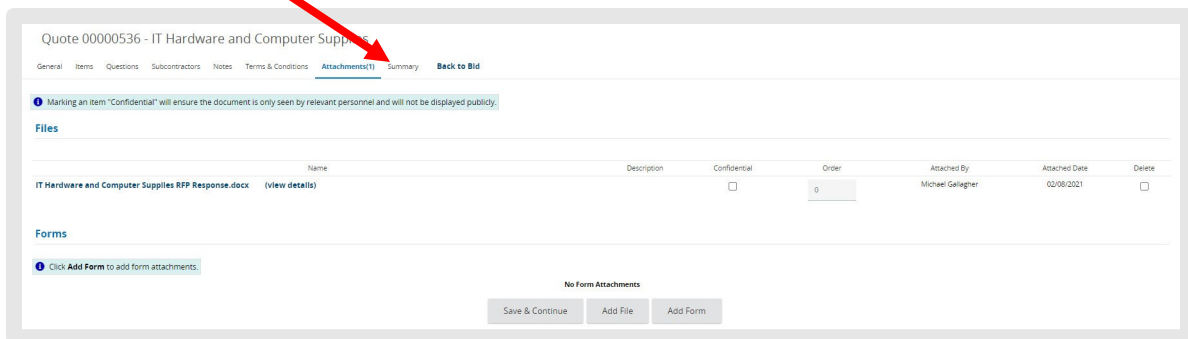 Quote 00000536 - IT Hardware and Computer Supplies
General Items Questions Subcontractors Notes Terms & Conditions Attachments(1) Summary Back to Bid
Marking an item "Confidential" will ensure the document is only seen by relevant personnel and will not be displayed publicly.
Files
Name Description Confidential Order Attached By Attached Date Delete
IT Hardware and Computer Supplies RFP Response.docx (view details) 0 Michael Gallagher 02/08/2021
Forms
Click Add Form to add form attachments.
No Form Attachments
Save & Continue Add File Add Form